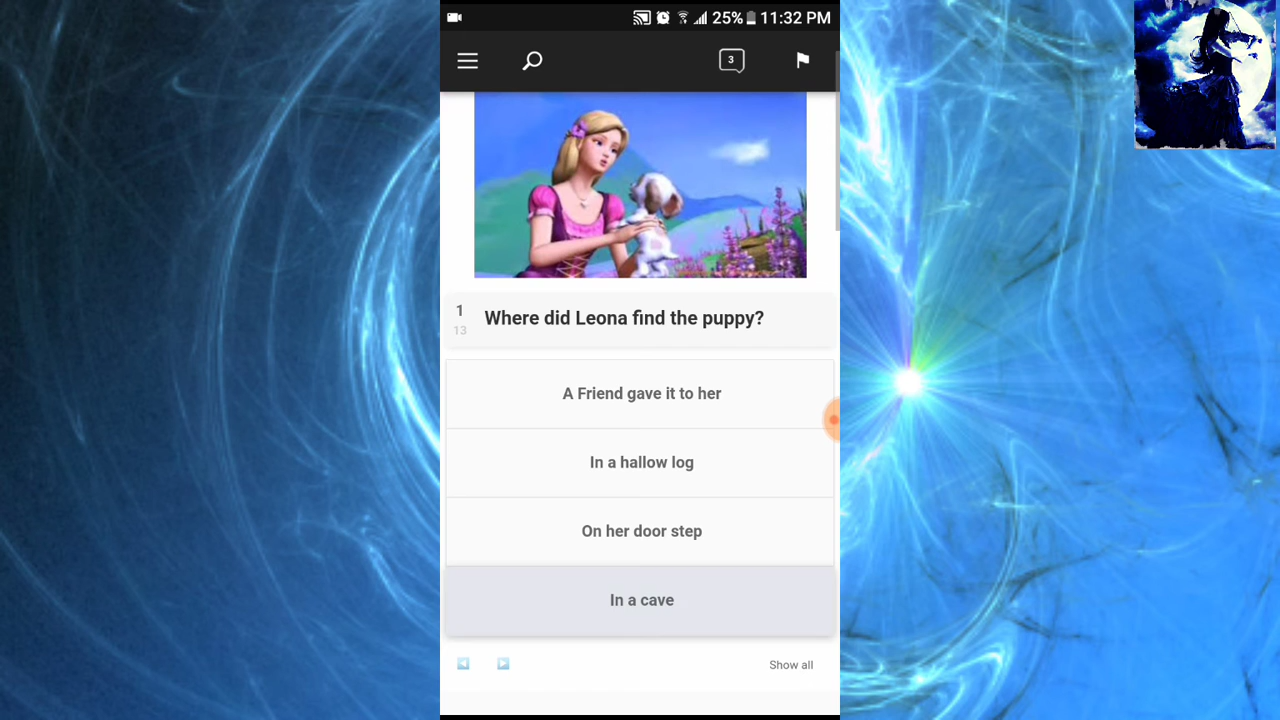 25% 11:32 PM
3
1
13
Where did Leona find the puppy?
A Friend gave it to her
In a hallow log
On her door step
In a cave
Show all